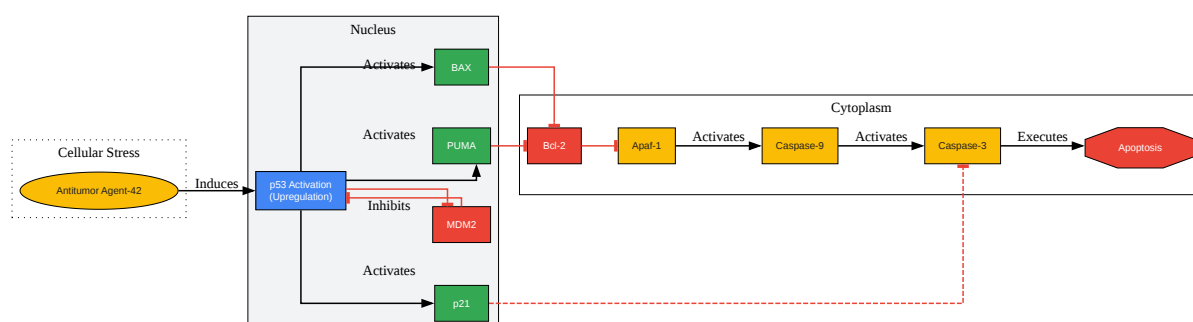 Nucleus
Activates
BAX
Cytoplasm
Activates
PUMA
Bcl-2
Apaf-1
Activates
Caspase-9
Activates
Caspase-3
Executes
Apoptosis
Cellular Stress
Antitumor Agent-42
Induces
p53 Activation
(Upregulation)
Inhibits
MDM2
Activates
p21